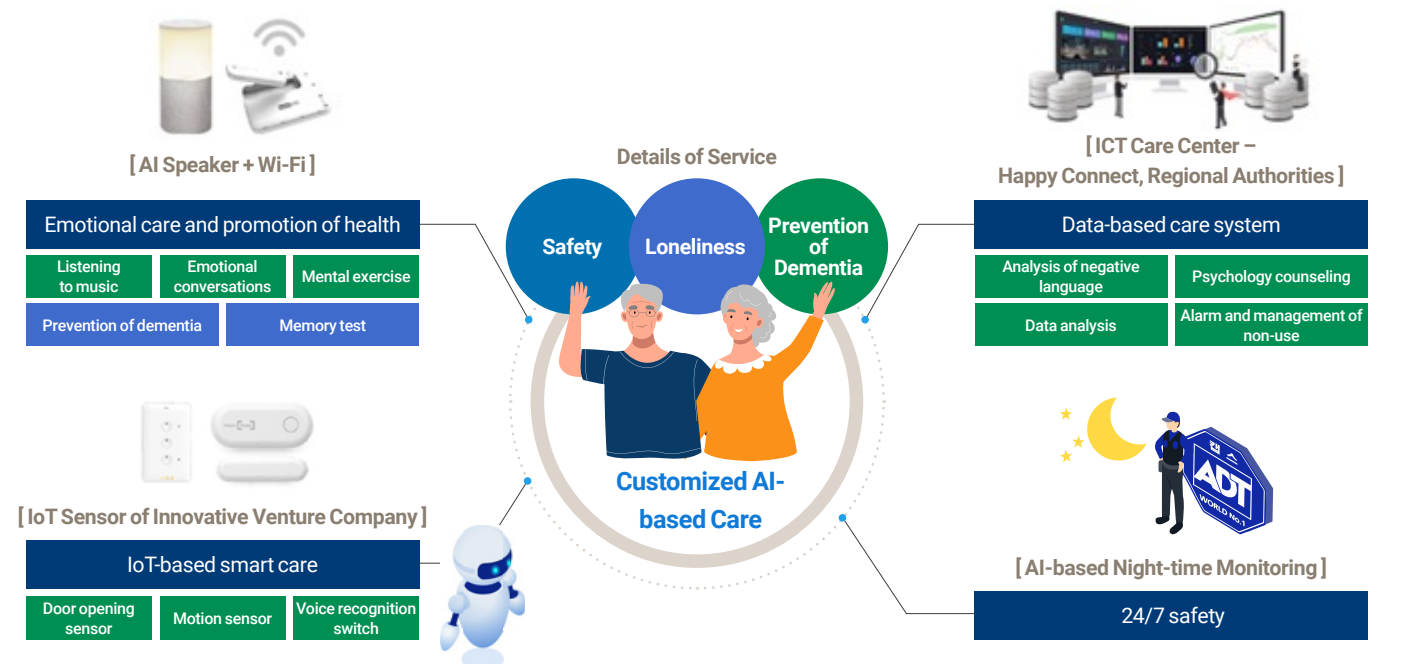 [ AI Speaker + Wi-Fi ]
Emotional care and promotion of health
Listening
to music
Emotional
conversations
Mental exercise
Prevention of dementia
Memory test
[ IoT Sensor of Innovative Venture Company ]
IoT-based smart care
Door opening
sensor
Motion sensor
Voice recognition
switch
Details of Service
Safety
Loneliness
Prevention
of
Dementia
Customized AI-
based Care
[ ICT Care Center –
Happy Connect, Regional Authorities ]
Data-based care system
Analysis of negative
language
Psychology counseling
Data analysis
Alarm and management of
non-use
캡스
ADT
WORLD No.1
[ AI-based Night-time Monitoring ]
24/7 safety